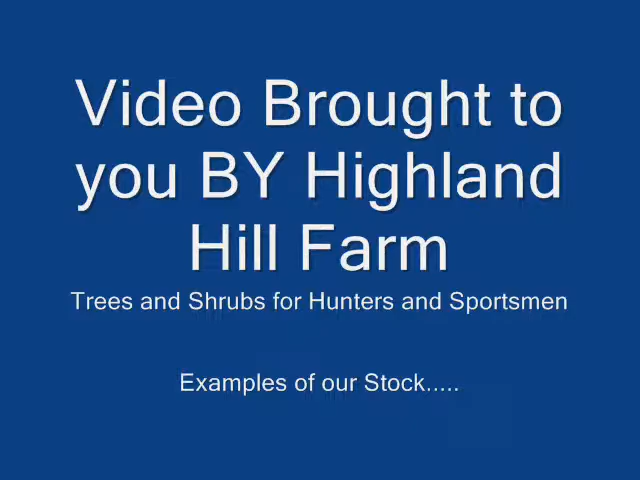 Video Brought to
you BY Highland
Hill Farm
Trees and Shrubs for Hunters and Sportsmen
Examples of our Stock.....